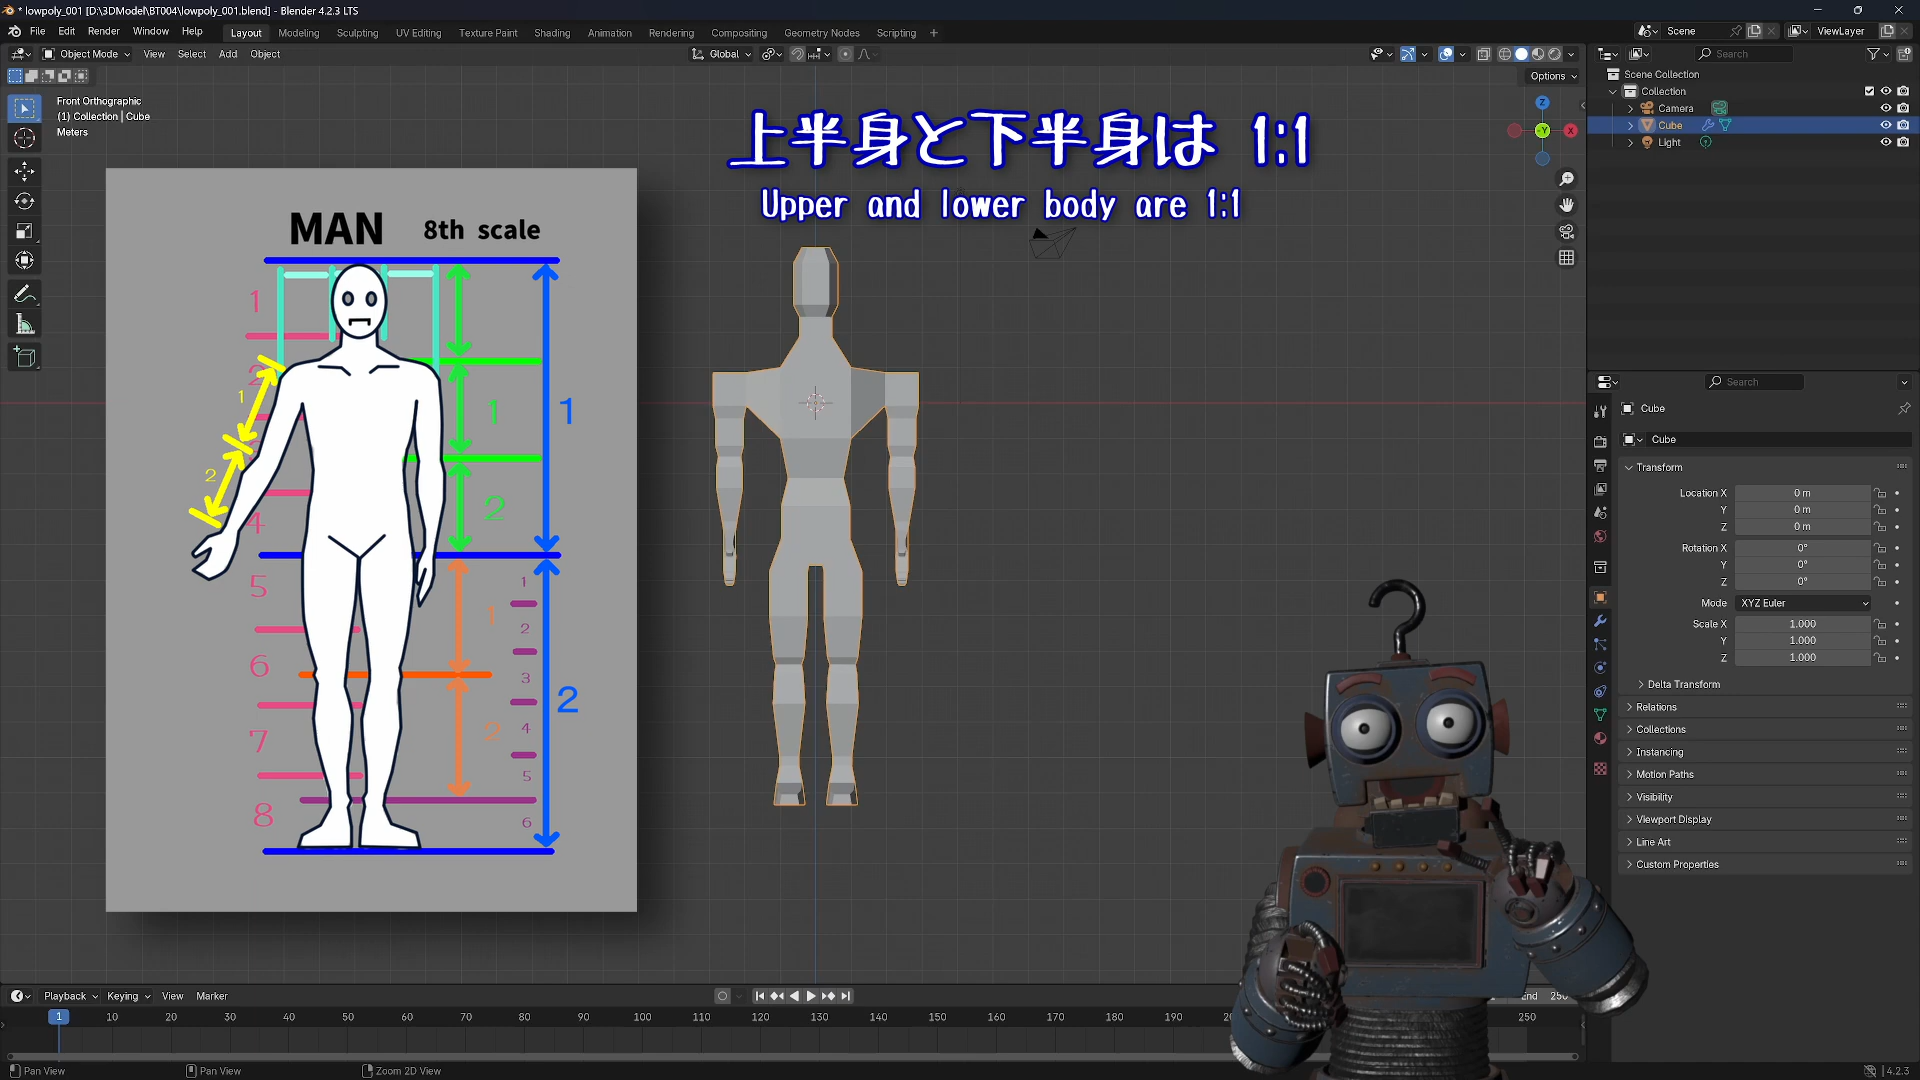 * lowpoly_001 [D:\3DModel\BT004\lowpoly_001.blend] - Blender 4.2.3 LTS
File Edit Render Window Help Layout Modeling Sculpting UV Editing Texture Paint Shading Animation Rendering Compositing Geometry Nodes Scripting + Scene ViewLayer
Object Mode View Select Add Object Global Search
Options
Front Orthographic
(1) Collection | Cube
Meters
上半身と下半身は 1:1
Upper and lower body are 1:1
MAN 8th scale
1
2
1
2
4
5
6
7
8
1
2
1
2
1
2
1
2
3
4
5
6
Z
Y
X
Scene Collection
Collection
Camera
Cube
Light
Search
Cube
Cube
Transform
Location X 0 m
Y 0 m
Z 0 m
Rotation X 0°
Y 0°
Z 0°
Mode XYZ Euler
Scale X 1.000
Y 1.000
Z 1.000
Delta Transform
Relations
Collections
Instancing
Motion Paths
Visibility
Viewport Display
Line Art
Custom Properties
Playback Keying View Marker End 250
1 10 20 30 40 50 60 70 80 90 100 110 120 130 140 150 160 170 180 190 250
Pan View Pan View Zoom 2D View 4.2.3